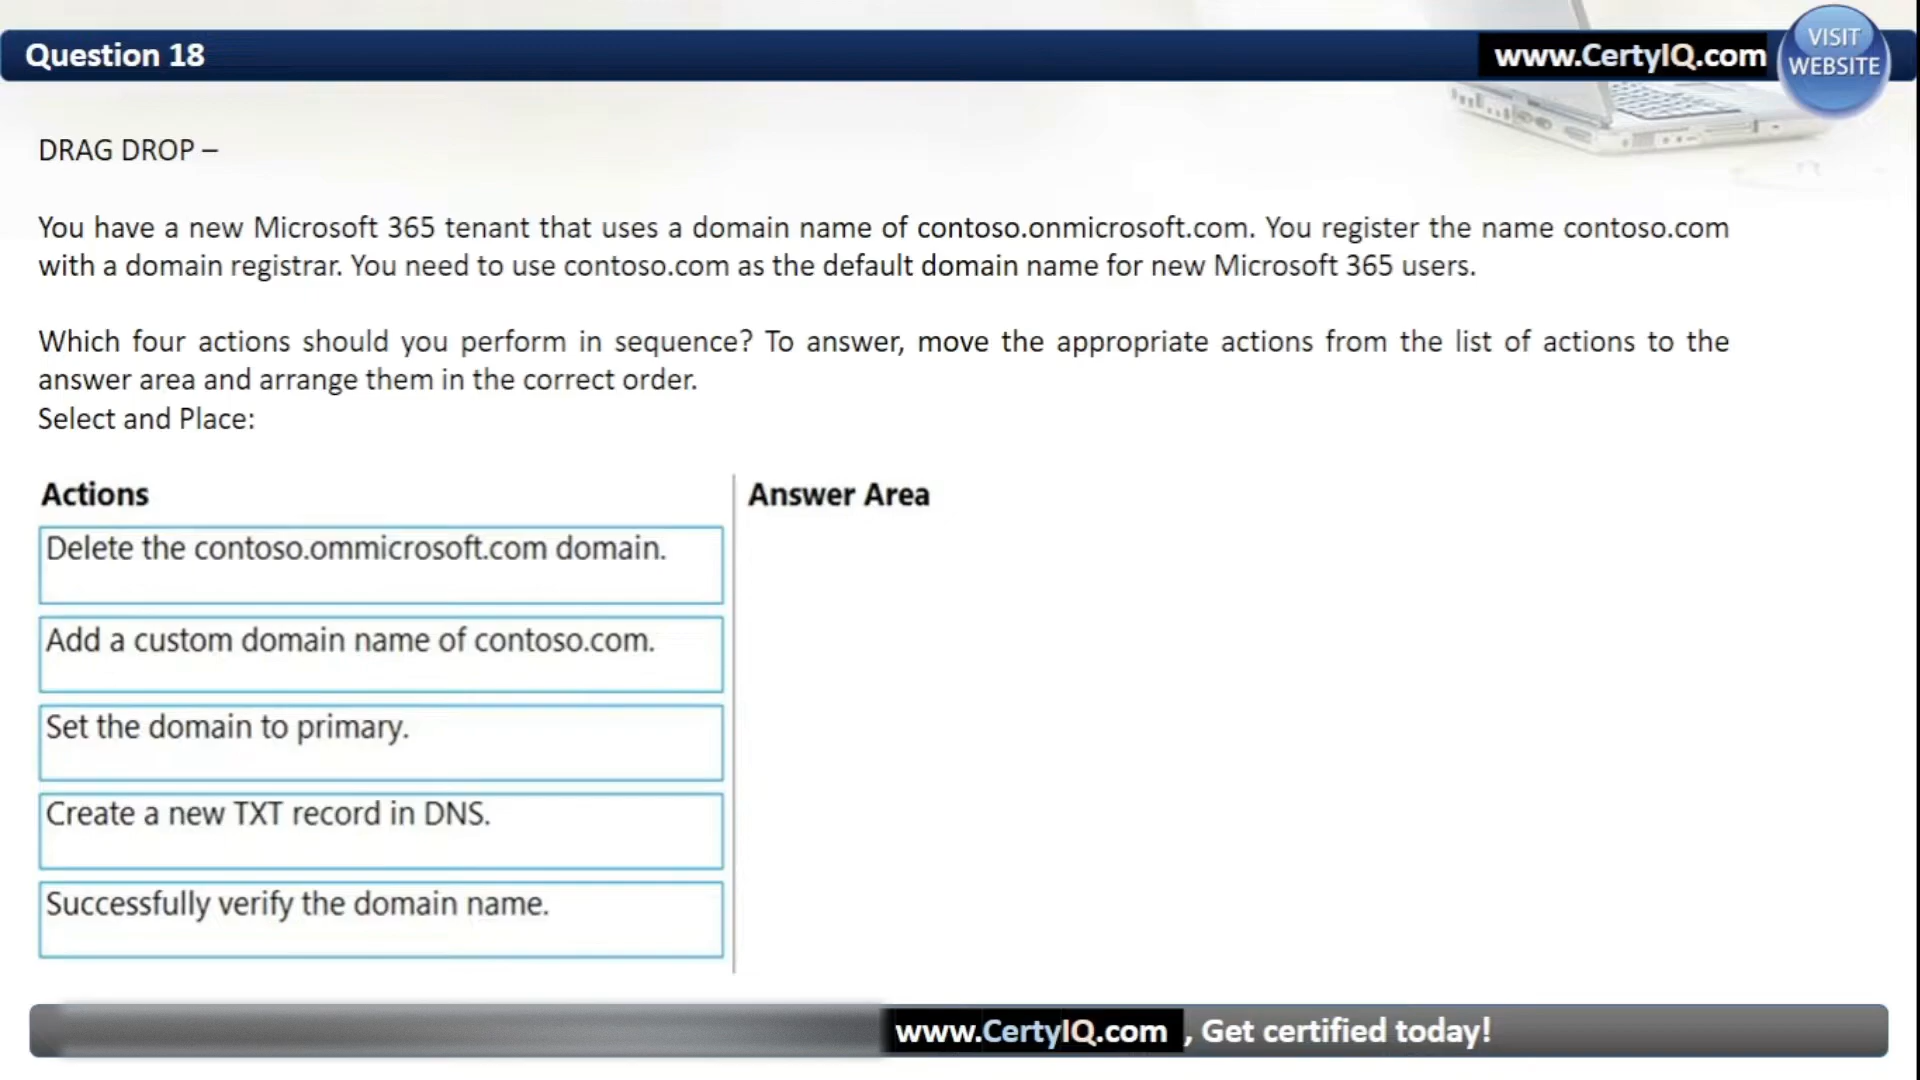 Question 18
www.CertyIQ.com
VISIT
WEBSITE
DRAG DROP –
You have a new Microsoft 365 tenant that uses a domain name of contoso.onmicrosoft.com. You register the name contoso.com
with a domain registrar. You need to use contoso.com as the default domain name for new Microsoft 365 users.
Which four actions should you perform in sequence? To answer, move the appropriate actions from the list of actions to the
answer area and arrange them in the correct order.
Select and Place:
Actions
Delete the contoso.ommicrosoft.com domain.
Add a custom domain name of contoso.com.
Set the domain to primary.
Create a new TXT record in DNS.
Successfully verify the domain name.
Answer Area
www.CertyIQ.com , Get certified today!